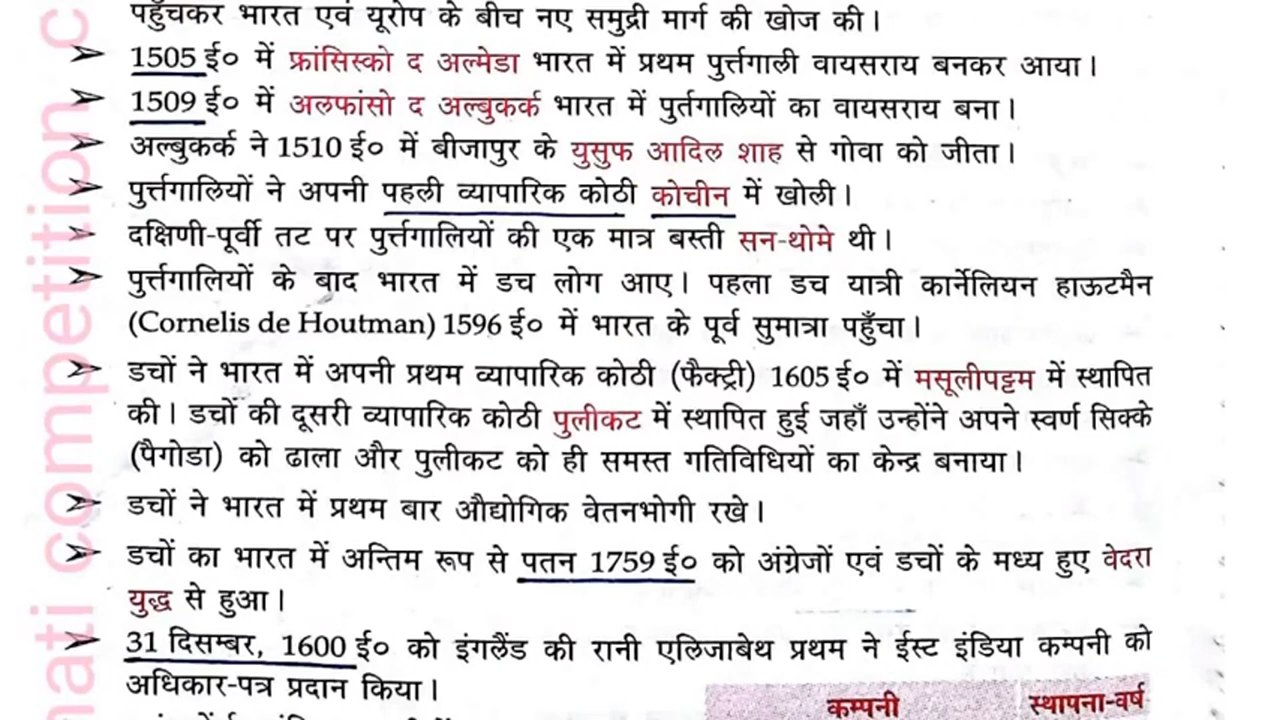 पहुँचकर भारत एवं यूरोप के बीच नए समुद्री मार्ग की खोज की।
➢ 1505 ई० में फ्रांसिस्को द अल्मेडा भारत में प्रथम पुर्त्तगाली वायसराय बनकर आया।
➢ 1509 ई० में अलफांसो द अल्बुकर्क भारत में पुर्तगालियों का वायसराय बना।
➢ अल्बुकर्क ने 1510 ई० में बीजापुर के युसुफ आदिल शाह से गोवा को जीता।
➢ पुर्त्तगालियों ने अपनी पहली व्यापारिक कोठी कोचीन में खोली।
➢ दक्षिणी-पूर्वी तट पर पुर्त्तगालियों की एक मात्र बस्ती सन-थोमे थी।
➢ पुर्त्तगालियों के बाद भारत में डच लोग आए। पहला डच यात्री कार्नेलियन हाऊटमैन
(Cornelis de Houtman) 1596 ई० में भारत के पूर्व सुमात्रा पहुँचा।
➢ डचों ने भारत में अपनी प्रथम व्यापारिक कोठी (फैक्ट्री) 1605 ई० में मसूलीपट्टम में स्थापित
की। डचों की दूसरी व्यापारिक कोठी पुलीकट में स्थापित हुई जहाँ उन्होंने अपने स्वर्ण सिक्के
(पैगोडा) को ढाला और पुलीकट को ही समस्त गतिविधियों का केन्द्र बनाया।
➢ डचों ने भारत में प्रथम बार औद्योगिक वेतनभोगी रखे।
➢ डचों का भारत में अन्तिम रूप से पतन 1759 ई० को अंग्रेजों एवं डचों के मध्य हुए वेदरा
युद्ध से हुआ।
➢ 31 दिसम्बर, 1600 ई० को इंगलैंड की रानी एलिजाबेथ प्रथम ने ईस्ट इंडिया कम्पनी को
अधिकार-पत्र प्रदान किया।
कम्पनी स्थापना-वर्ष
nati competition c